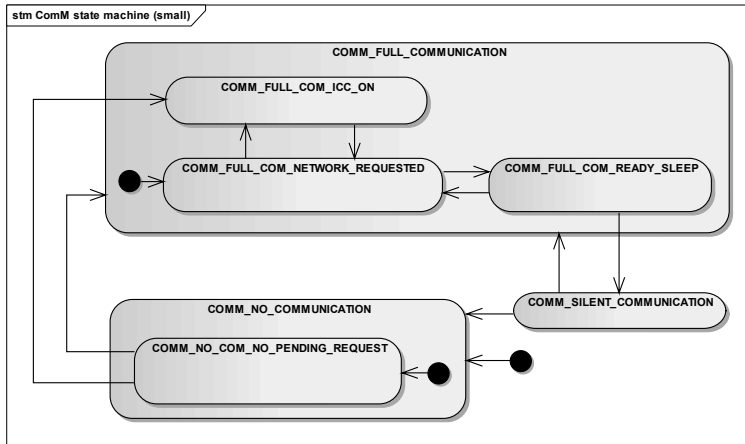 stm ComM state machine (small)
COMM_FULL_COMMUNICATION
COMM_FULL_COM_ICC_ON
COMM_FULL_COM_NETWORK_REQUESTED
COMM_FULL_COM_READY_SLEEP
COMM_SILENT_COMMUNICATION
COMM_NO_COMMUNICATION
COMM_NO_COM_NO_PENDING_REQUEST